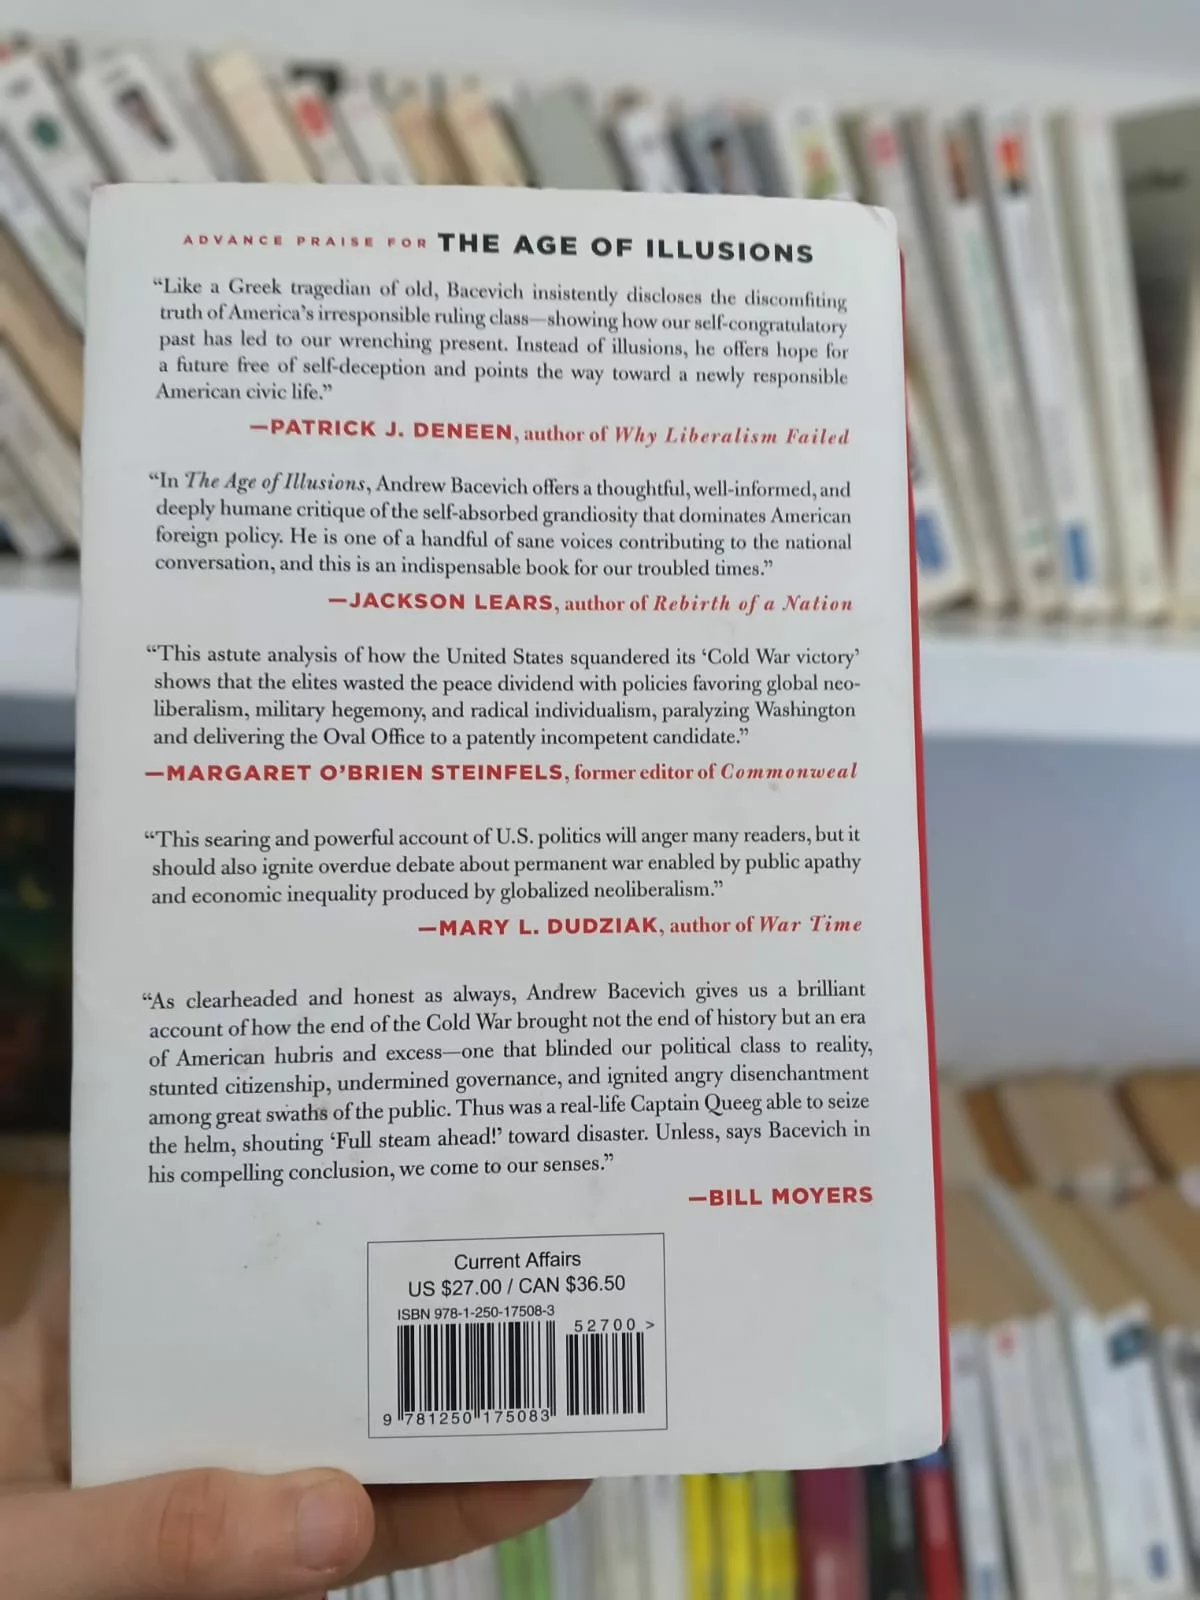 ADVANCE PRAISE FOR THE AGE OF ILLUSIONS
“Like a Greek tragedian of old, Bacevich insistently discloses the discomfiting
truth of America’s irresponsible ruling class—showing how our self-congratulatory
past has led to our wrenching present. Instead of illusions, he offers hope for
a future free of self-deception and points the way toward a newly responsible
American civic life.”
—PATRICK J. DENEEN, author of Why Liberalism Failed
“In The Age of Illusions, Andrew Bacevich offers a thoughtful, well-informed, and
deeply humane critique of the self-absorbed grandiosity that dominates American
foreign policy. He is one of a handful of sane voices contributing to the national
conversation, and this is an indispensable book for our troubled times.”
—JACKSON LEARS, author of Rebirth of a Nation
“This astute analysis of how the United States squandered its ‘Cold War victory’
shows that the elites wasted the peace dividend with policies favoring global neo-
liberalism, military hegemony, and radical individualism, paralyzing Washington
and delivering the Oval Office to a patently incompetent candidate.”
—MARGARET O’BRIEN STEINFELS, former editor of Commonweal
“This searing and powerful account of U.S. politics will anger many readers, but it
should also ignite overdue debate about permanent war enabled by public apathy
and economic inequality produced by globalized neoliberalism.”
—MARY L. DUDZIAK, author of War Time
“As clearheaded and honest as always, Andrew Bacevich gives us a brilliant
account of how the end of the Cold War brought not the end of history but an era
of American hubris and excess—one that blinded our political class to reality,
stunted citizenship, undermined governance, and ignited angry disenchantment
among great swaths of the public. Thus was a real-life Captain Queeg able to seize
the helm, shouting ‘Full steam ahead!’ toward disaster. Unless, says Bacevich in
his compelling conclusion, we come to our senses.”
—BILL MOYERS
Current Affairs
US $27.00 / CAN $36.50
ISBN 978-1-250-17508-3
52700 >
9 781250 175083